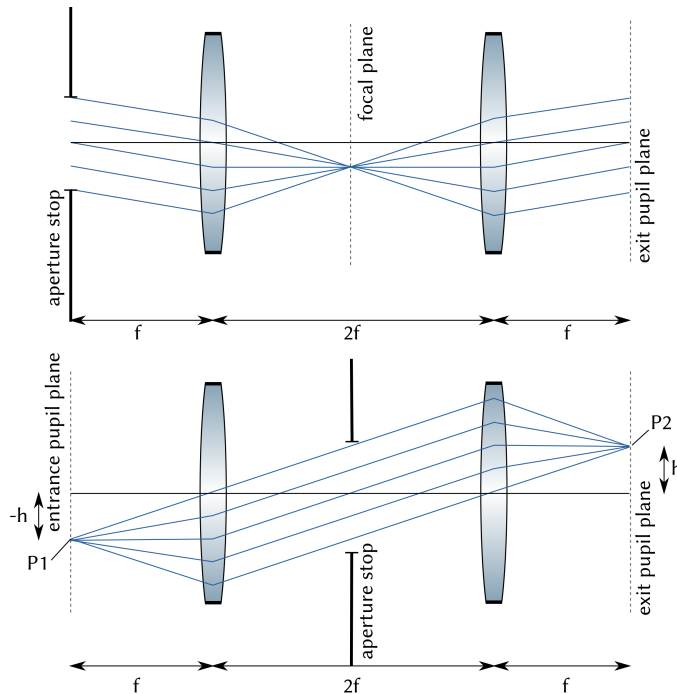 focal plane
exit pupil plane
aperture stop
f
2f
f
entrance pupil plane
P2
h
-h
P1
exit pupil plane
aperture stop
f
2f
f